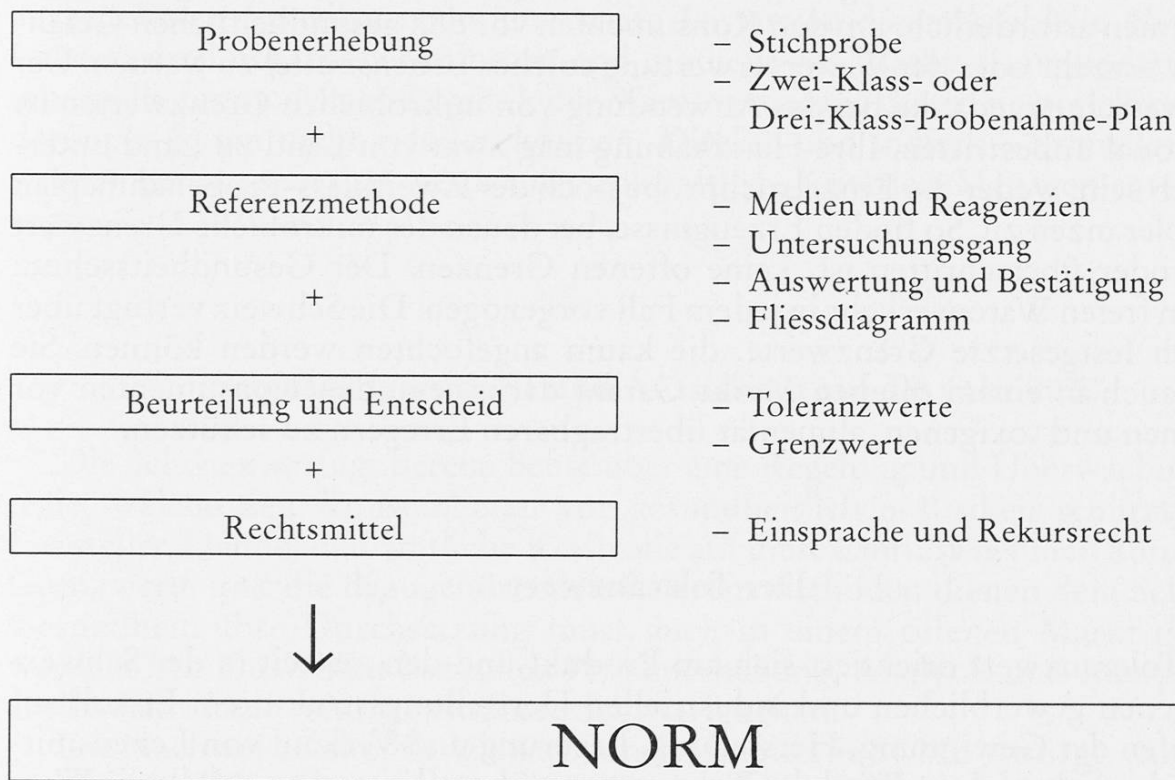 Probenerhebung
– Stichprobe
– Zwei-Klass- oder
Drei-Klass-Probenahme-Plan
+
Referenzmethode
– Medien und Reagenzien
– Untersuchungsgang
– Auswertung und Bestätigung
– Fliessdiagramm
+
Beurteilung und Entscheid
– Toleranzwerte
– Grenzwerte
+
Rechtsmittel
– Einsprache und Rekursrecht
NORM